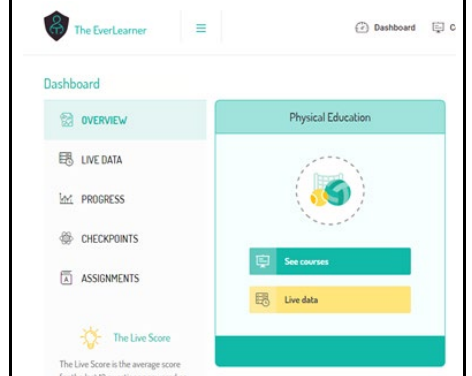 The EverLearner
Dashboard
C
Dashboard
OVERVIEW
LIVE DATA
PROGRESS
CHECKPOINTS
ASSIGNMENTS
The Live Score
The Live Score is the average score
Physical Education
See courses
Live data